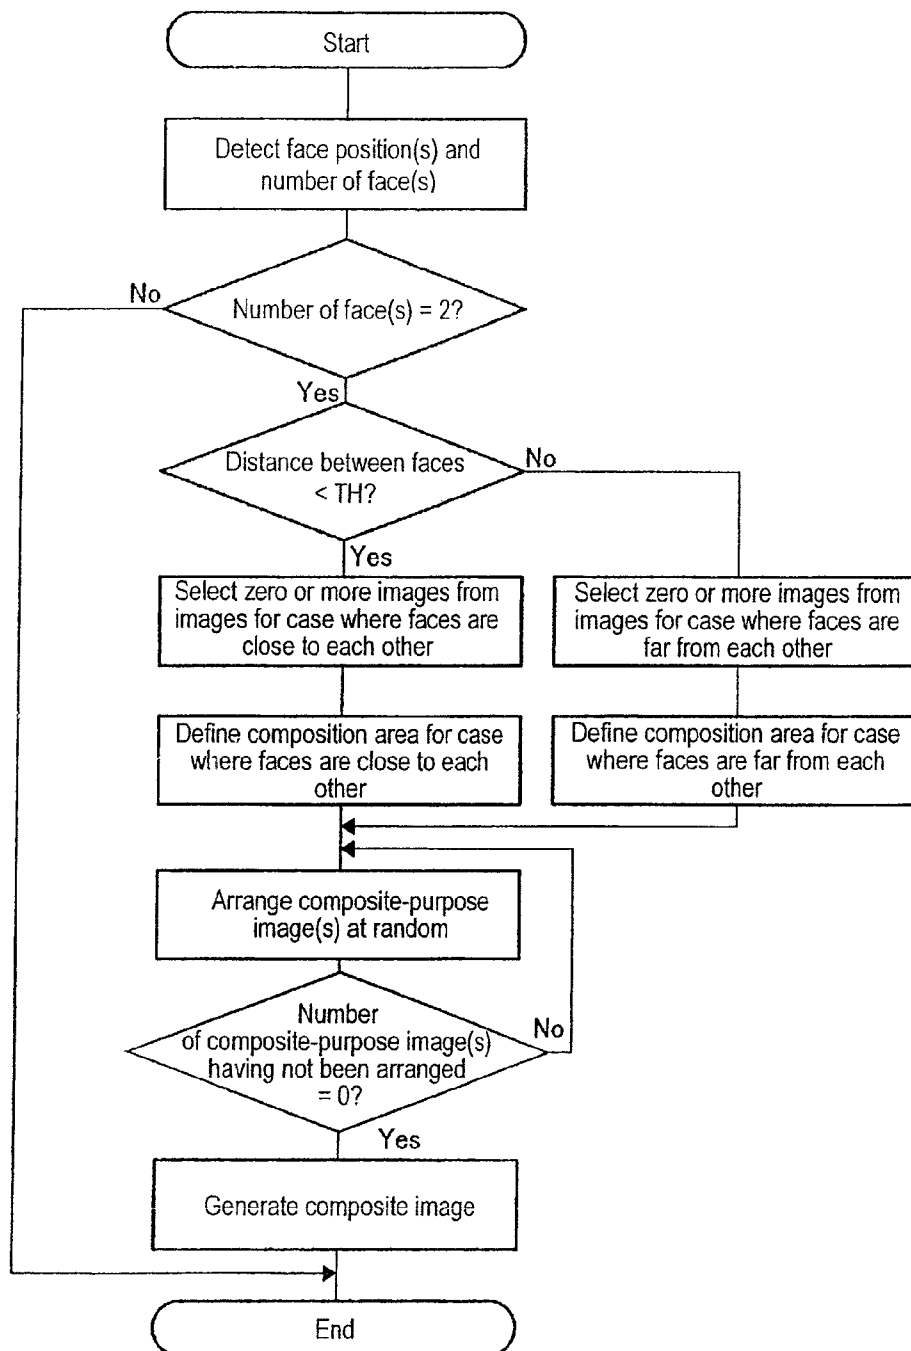 Start
Detect face position(s) and
number of face(s)
No
Number of face(s) = 2?
Yes
Distance between faces
< TH?
No
Yes
Select zero or more images from
images for case where faces are
close to each other
Select zero or more images from
images for case where faces are
far from each other
Define composition area for case
where faces are close to each
other
Define composition area for case
where faces are far from each
other
Arrange composite-purpose
image(s) at random
Number
of composite-purpose image(s)
having not been arranged
= 0?
No
Yes
Generate composite image
End